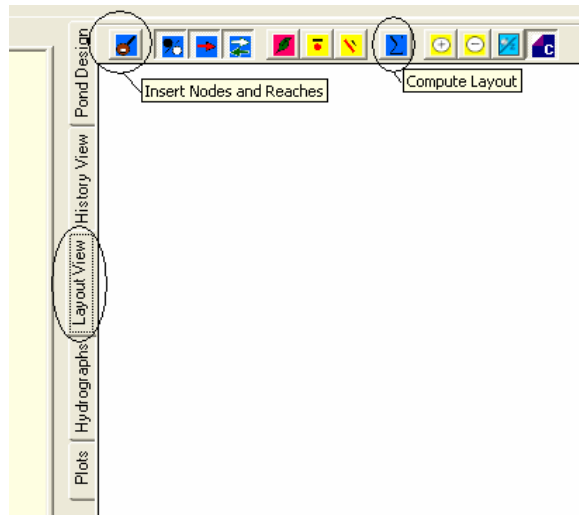 Insert Nodes and Reaches
Compute Layout
Pond Design
History View
Layout View
Hydrographs
Plots
Σ
C